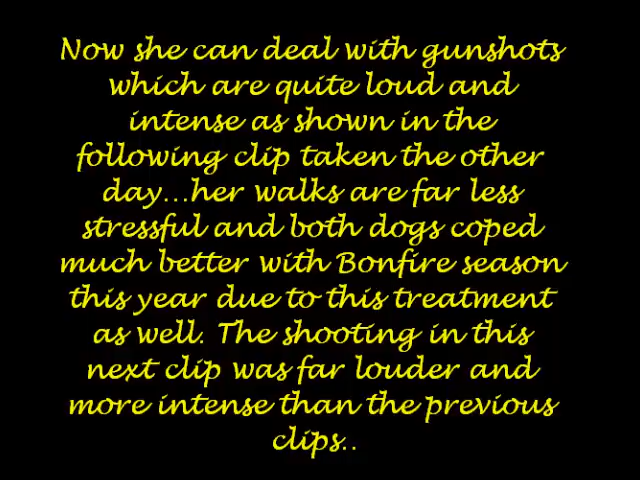 Now she can deal with gunshots
which are quite loud and
intense as shown in the
following clip taken the other
day...her walks are far less
stressful and both dogs coped
much better with Bonfire season
this year due to this treatment
as well. The shooting in this
next clip was far louder and
more intense than the previous
clips..